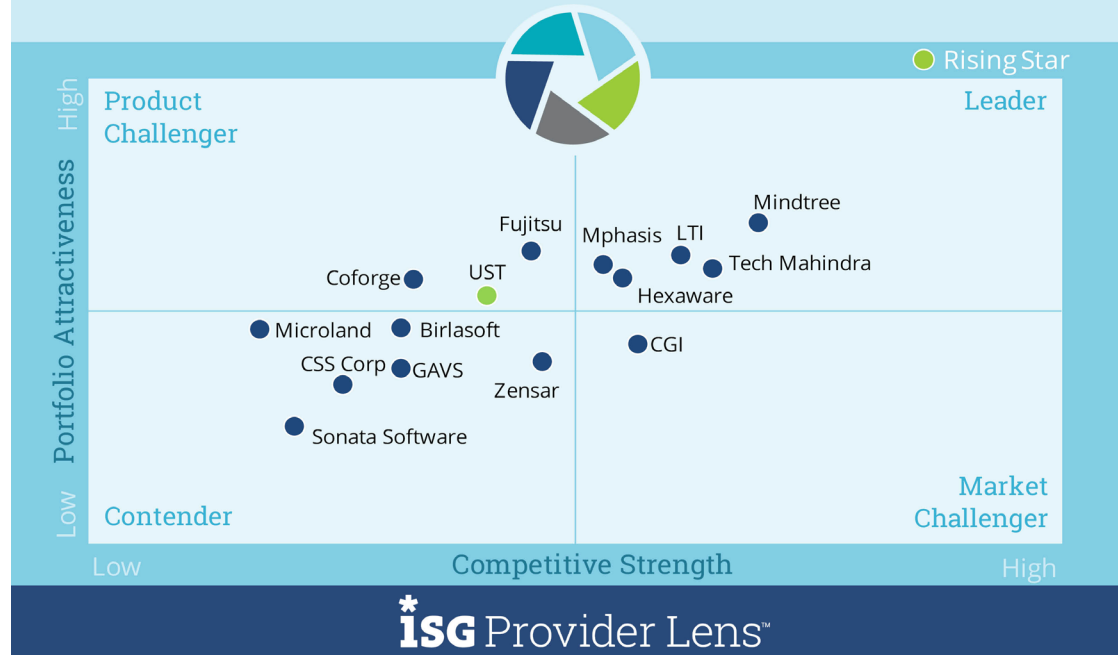 Rising Star
High
Product
Challenger
Leader
Portfolio Attractiveness
Mindtree
Fujitsu
Mphasis
LTI
Tech Mahindra
Coforge
UST
Hexaware
Microland
Birlasoft
CGI
CSS Corp
GAVS
Zensar
Sonata Software
Low
Contender
Market
Challenger
Low
Competitive Strength
High
*ISG Provider Lens™